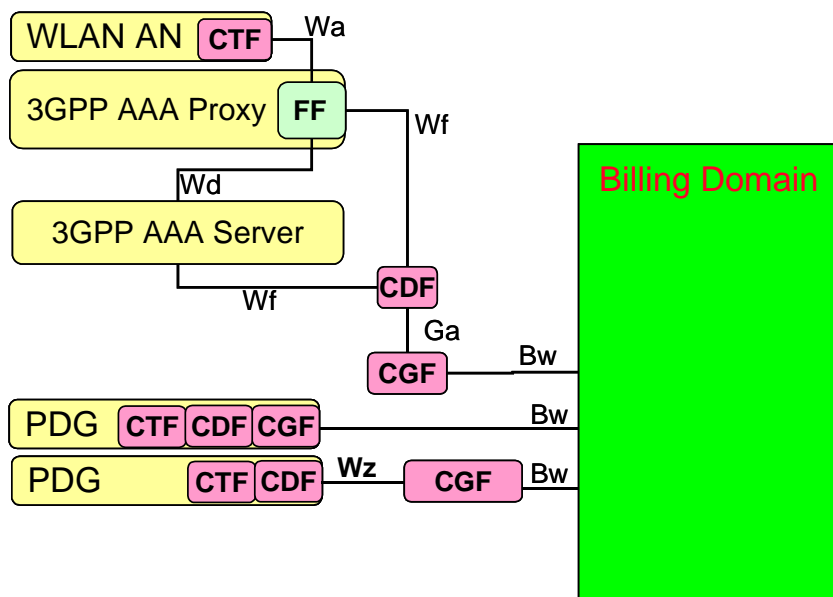 WLAN AN CTF Wa
3GPP AAA Proxy FF Wf
Wd
Billing Domain
3GPP AAA Server
Wf CDF
Ga
CGF Bw
PDG CTF CDF CGF Bw
PDG CTF CDF Wz CGF Bw